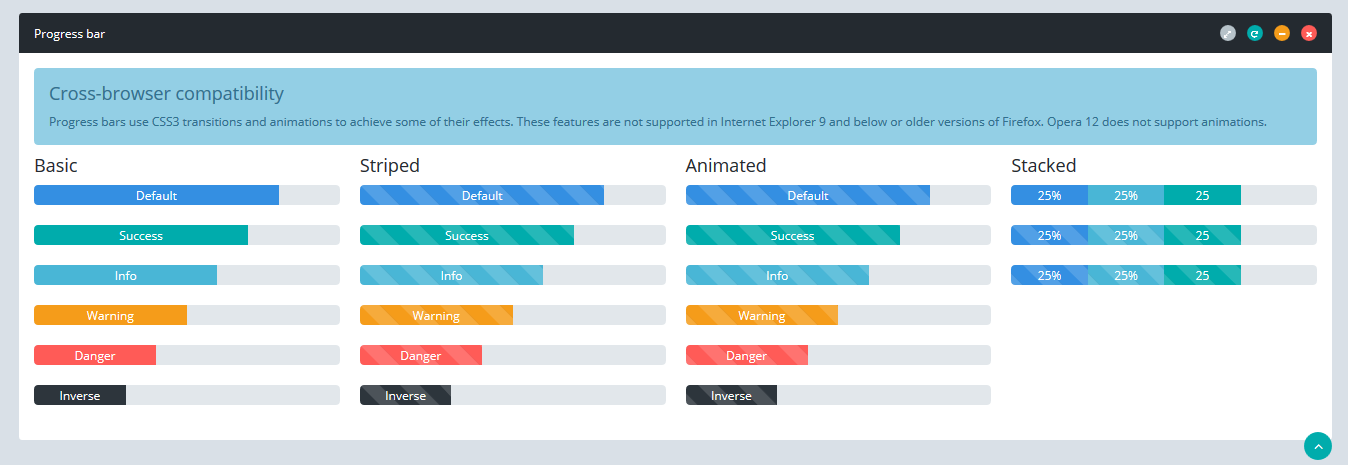 Progress bar
Cross-browser compatibility
Progress bars use CSS3 transitions and animations to achieve some of their effects. These features are not supported in Internet Explorer 9 and below or older versions of Firefox. Opera 12 does not support animations.
Basic
Default
Success
Info
Warning
Danger
Inverse
Striped
Default
Success
Info
Warning
Danger
Inverse
Animated
Default
Success
Info
Warning
Danger
Inverse
Stacked
25% 25% 25
25% 25% 25
25% 25% 25